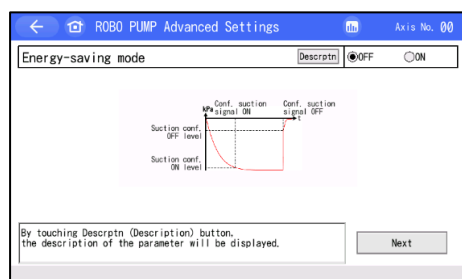 ROBO PUMP Advanced Settings Axis No. 00
Energy-saving mode Descrptn OFF ON
kPa
Conf. suction
signal ON
Conf. suction
signal OFF
t
Suction conf.
OFF level
Suction conf.
ON level
By touching Descrptn (Description) button,
the description of the parameter will be displayed.
Next